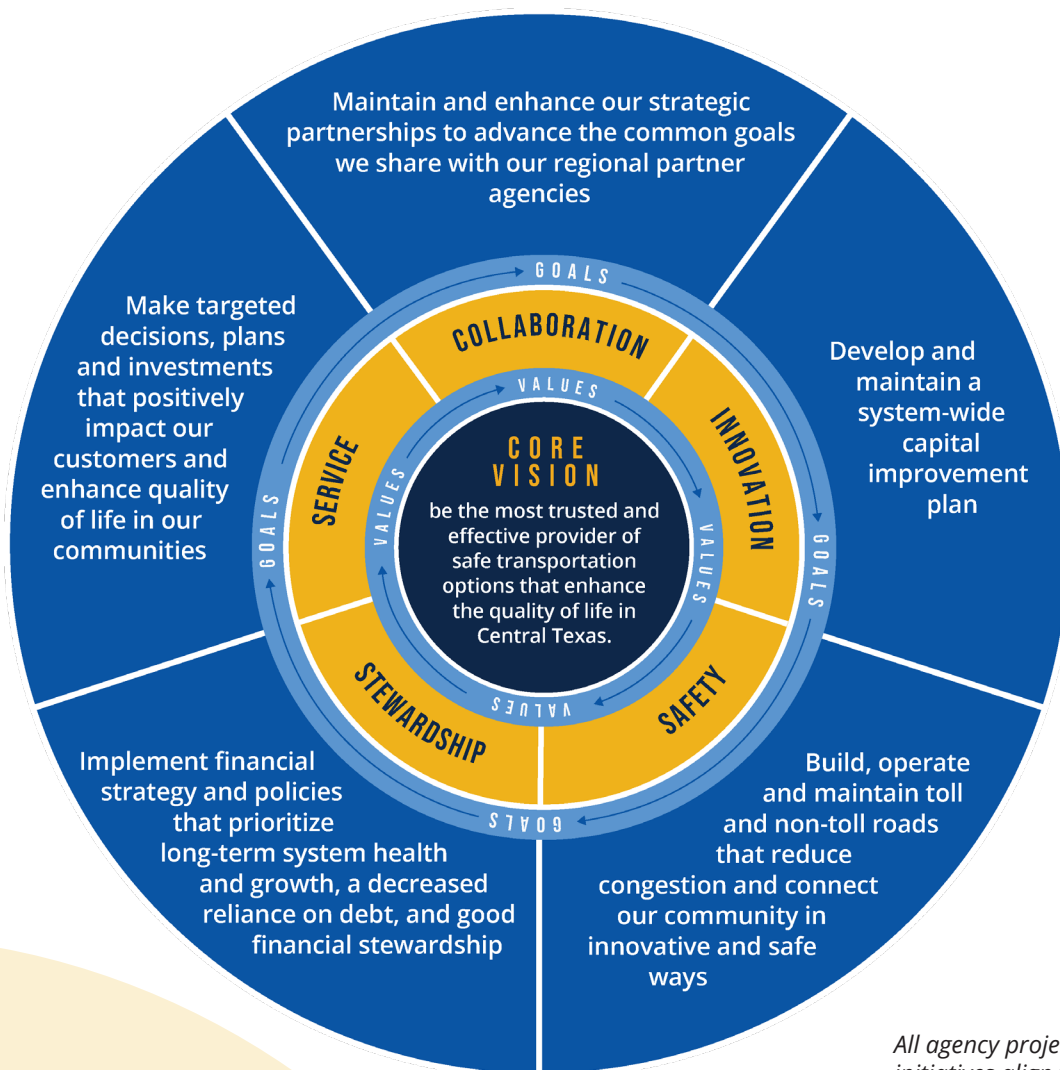 Maintain and enhance our strategic
partnerships to advance the common goals
we share with our regional partner
agencies
GOALS
COLLABORATION
VALUES
Make targeted
decisions, plans
and investments
that positively
impact our
customers and
enhance quality
of life in our
communities
GOALS
SERVICE
VALUES
CORE
VISION
be the most trusted and
effective provider of
safe transportation
options that enhance
the quality of life in
Central Texas.
VALUES
INNOVATION
GOALS
Develop and
maintain a
system-wide
capital
improvement
plan
VALUES
STEWARDSHIP
SAFETY
GOALS
Implement financial
strategy and policies
that prioritize
long-term system health
and growth, a decreased
reliance on debt, and good
financial stewardship
Build, operate
and maintain toll
and non-toll roads
that reduce
congestion and connect
our community in
innovative and safe
ways
All agency
initiatives align